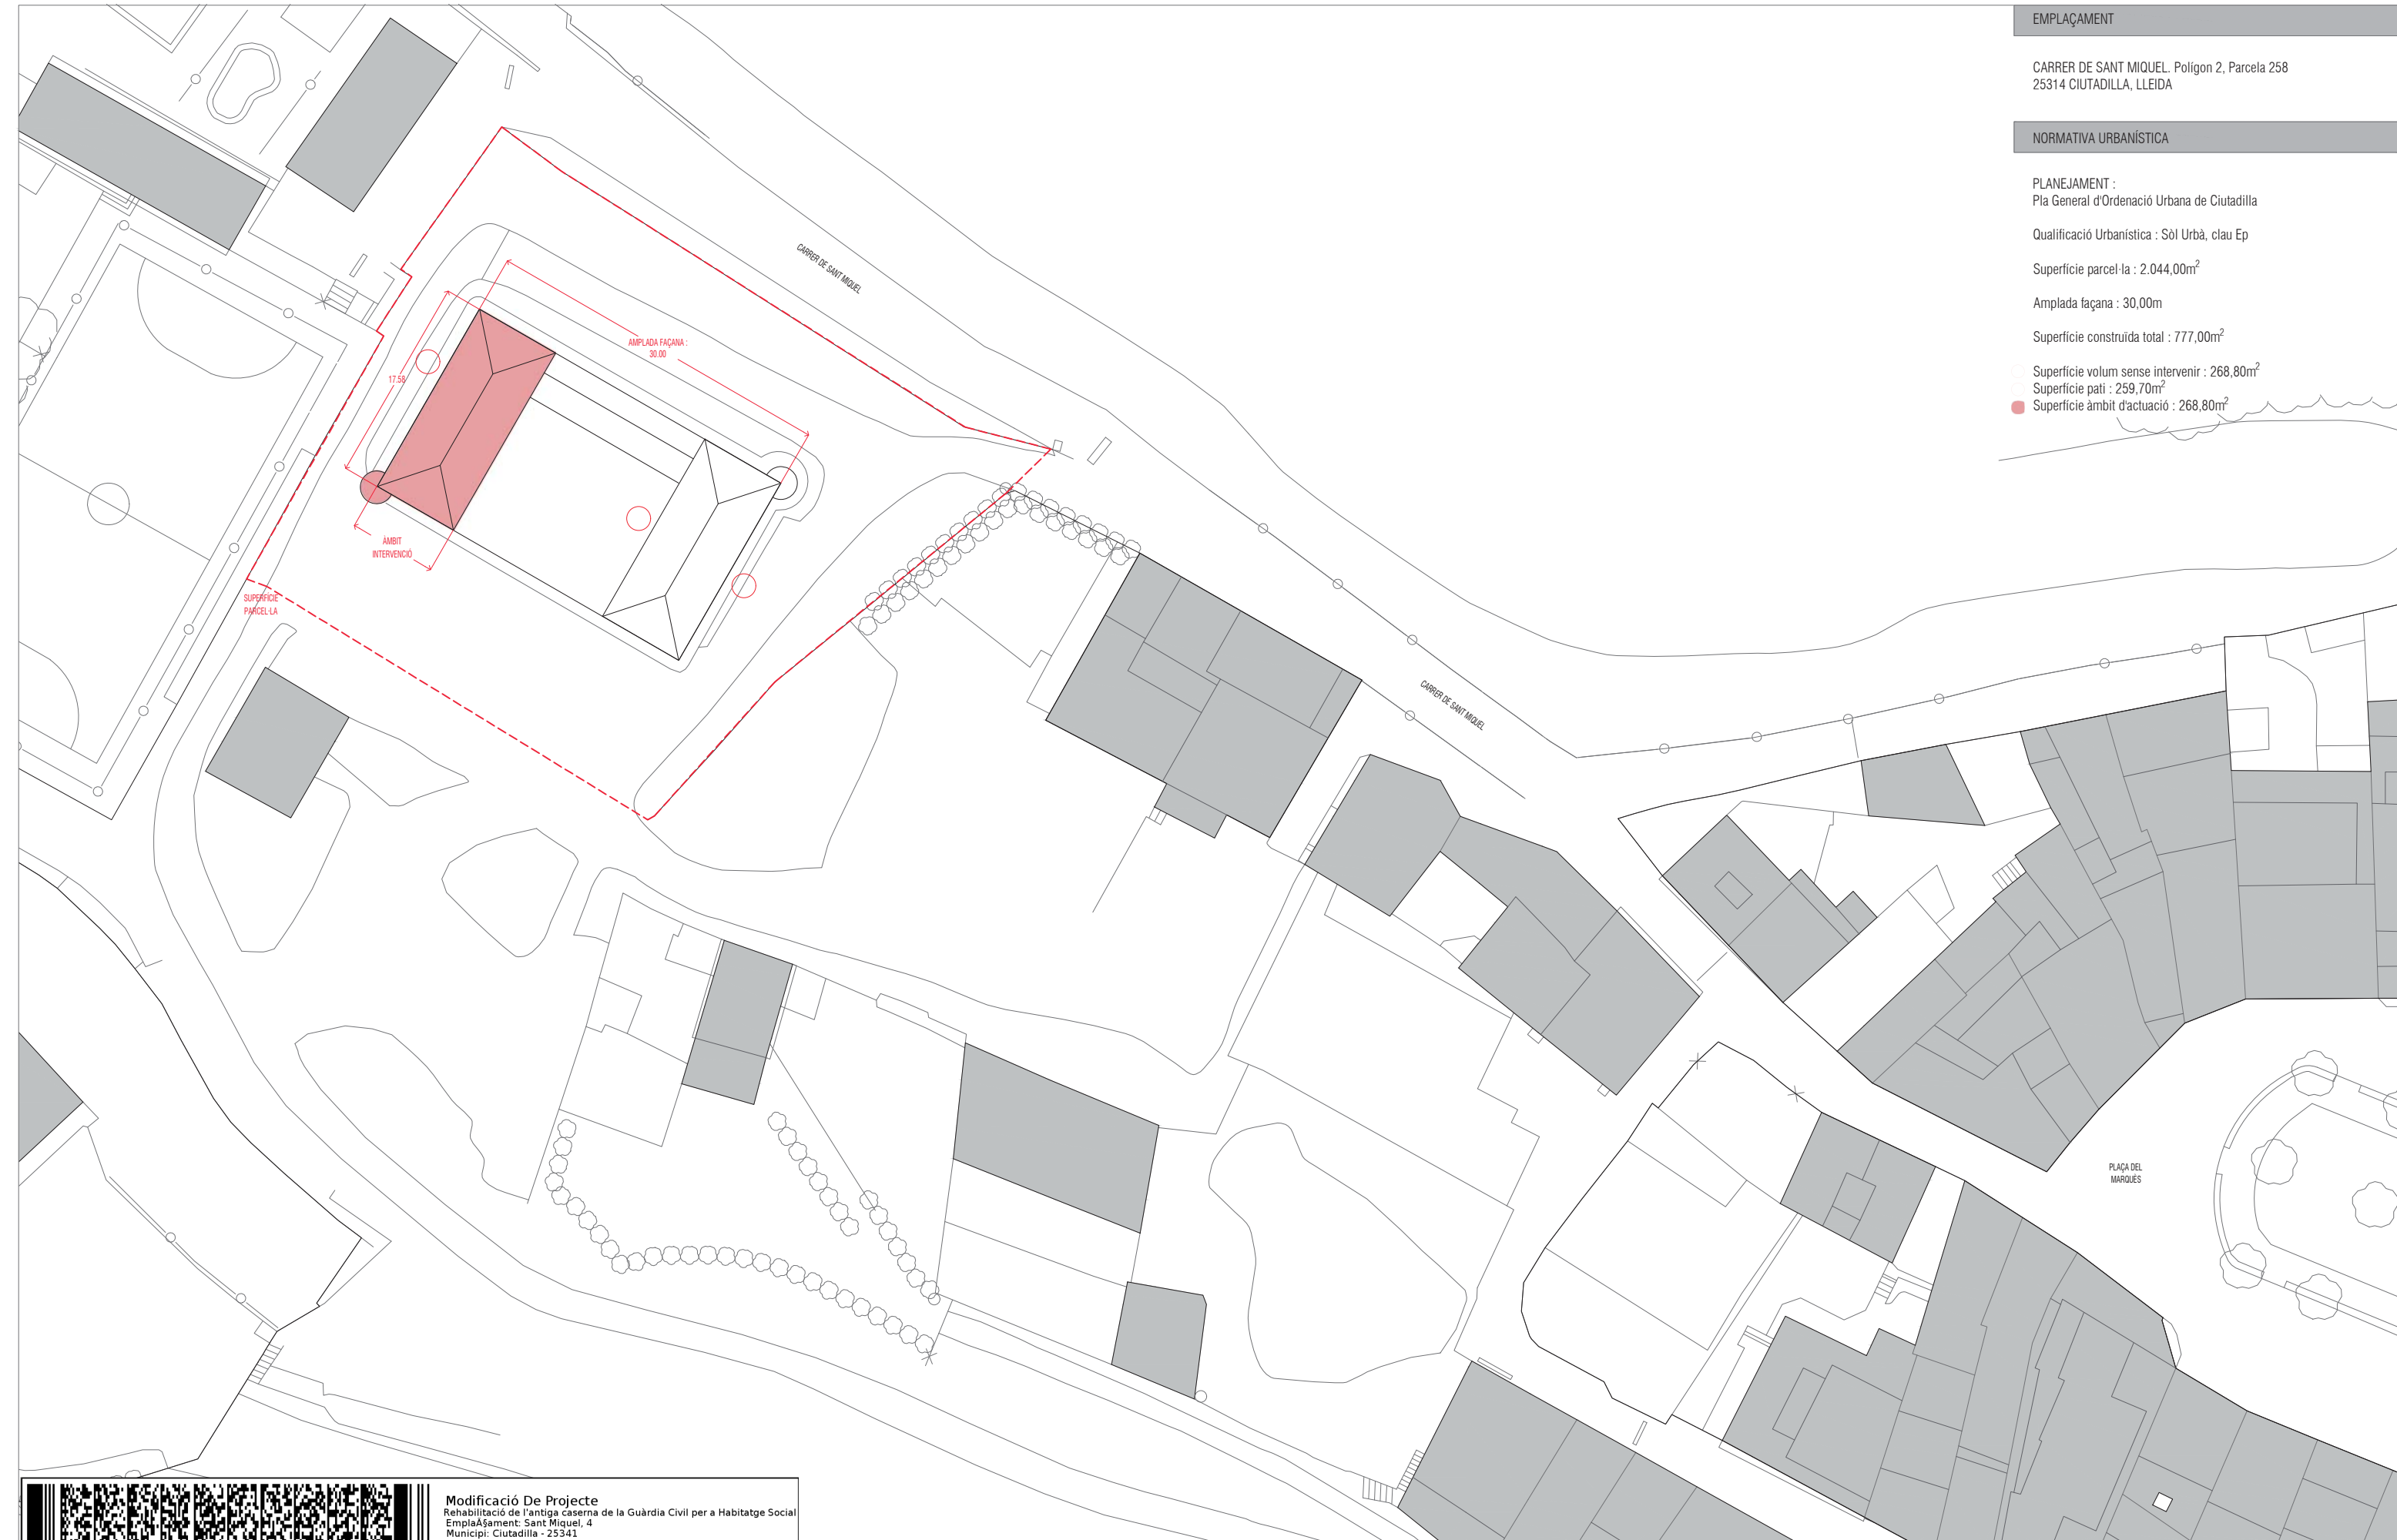 EMPLAÇAMENT
CARRER DE SANT MIQUEL. Polígon 2, Parcela 258
25314 CIUTADILLA, LLEIDA
NORMATIVA URBANÍSTICA
PLANEJAMENT :
Pla General d'Ordenació Urbana de Ciutadilla
Qualificació Urbanística : Sòl Urbà, clau Ep
Superfície parcel·la : 2.044,00m²
Amplada façana : 30,00m
Superfície construïda total : 777,00m²
Superfície volum sense intervenir : 268,80m²
Superfície pati : 259,70m²
Superfície àmbit d'actuació : 268,80m²
CARRER DE SANT MIQUEL
AMPLADA FAÇANA :
30.00
17.58
ÀMBIT
INTERVENCIÓ
SUPERFÍCIE
PARCEL·LA
CARRER DE SANT MIQUEL
PLAÇA DEL
MARQUÈS
Modificació De Projecte
Rehabilitació de l'antiga caserna de la Guàrdia Civil per a Habitatge Social
EmplaÃ§ament: Sant Miquel, 4
Municipi: Ciutadilla - 25341